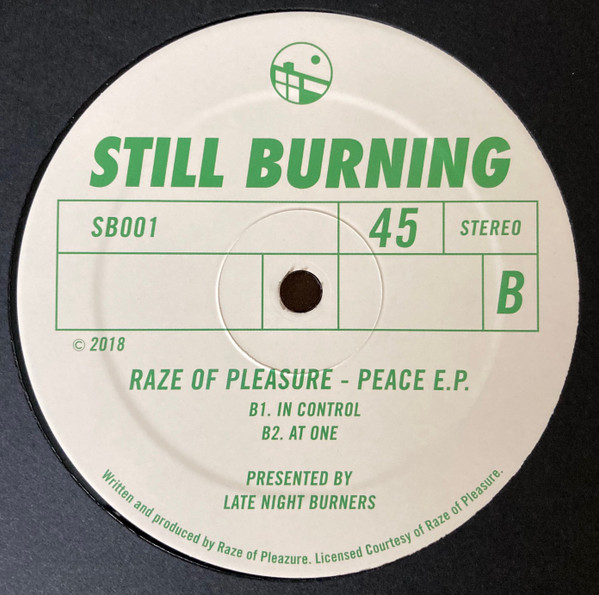 STILL BURNING
SB001
45
STEREO
B
© 2018
RAZE OF PLEASURE - PEACE E.P.
B1. IN CONTROL
B2. AT ONE
PRESENTED BY
LATE NIGHT BURNERS
Written and produced by Raze of Pleazure. Licensed Courtesy of Raze of Pleasure.